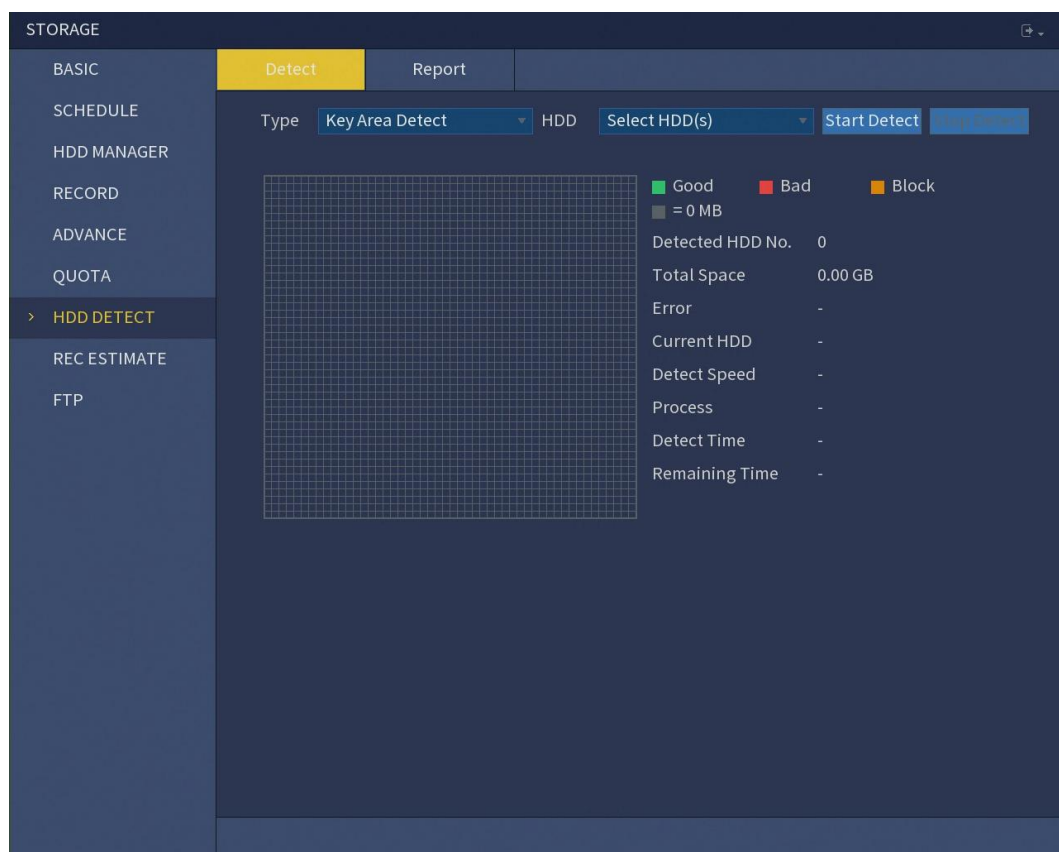 STORAGE
BASIC
SCHEDULE
HDD MANAGER
RECORD
ADVANCE
QUOTA
> HDD DETECT
REC ESTIMATE
FTP
Detect Report
Type Key Area Detect HDD Select HDD(s) Start Detect
Good Bad Block
= 0 MB
Detected HDD No. 0
Total Space 0.00 GB
Error -
Current HDD -
Detect Speed -
Process -
Detect Time -
Remaining Time -